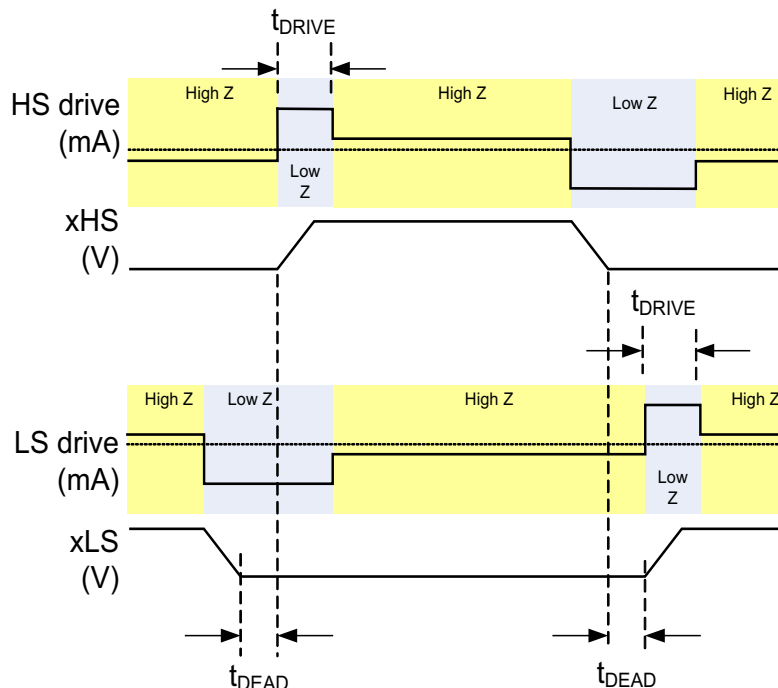 tDRIVE
High Z
High Z
Low Z
High Z
HS drive
(mA)
Low
Z
xHS
(V)
tDRIVE
High Z
Low Z
High Z
High Z
LS drive
(mA)
Low
Z
xLS
(V)
tDEAD
tDEAD